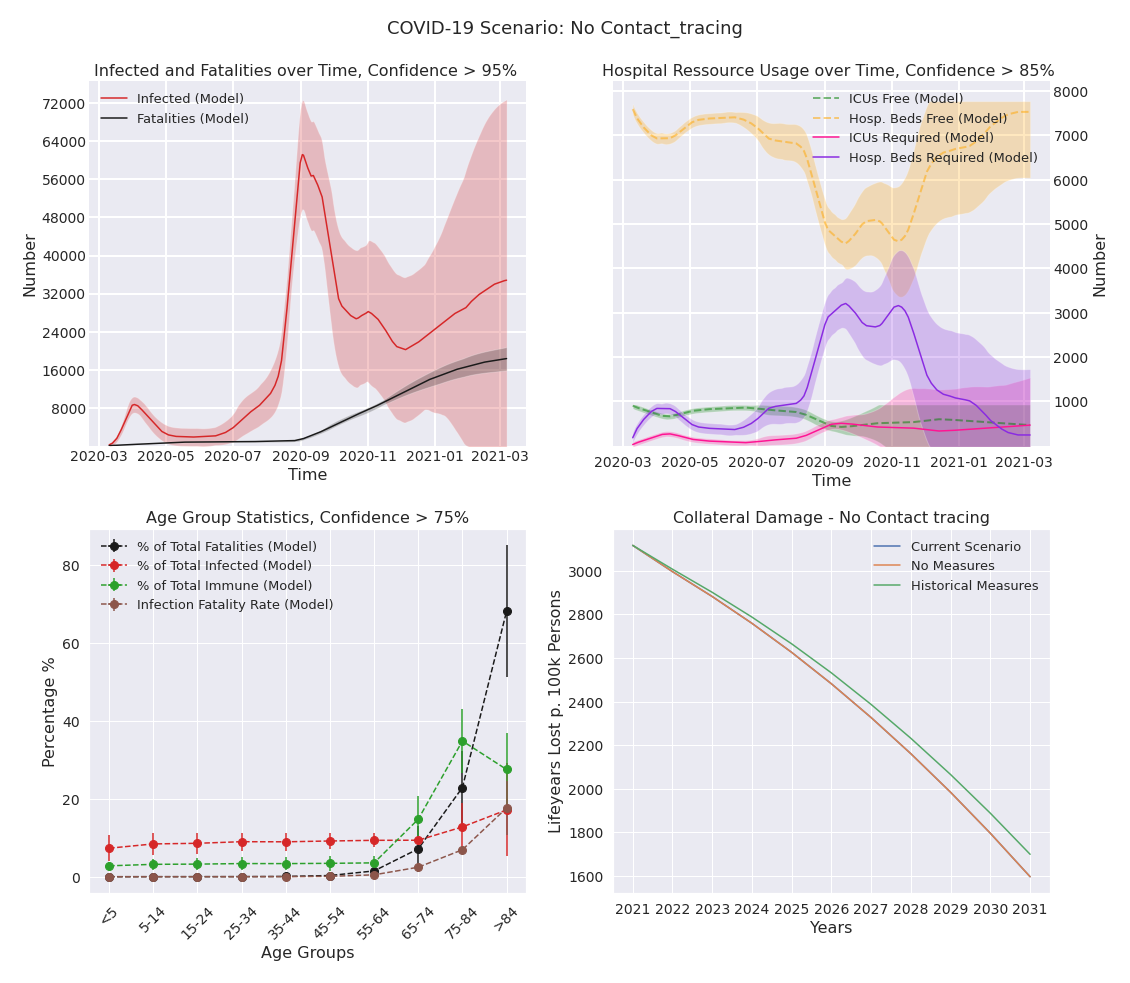 COVID-19 Scenario: No Contact_tracing
Infected and Fatalities over Time, Confidence > 95%
Infected (Model)
Fatalities (Model)
Number
72000
64000
56000
48000
40000
32000
24000
16000
8000
2020-03 2020-05 2020-07 2020-09 2020-11 2021-01 2021-03
Time
Hospital Ressource Usage over Time, Confidence > 85%
ICUs Free (Model)
Hosp. Beds Free (Model)
ICUs Required (Model)
Hosp. Beds Required (Model)
8000
7000
6000
5000
4000
3000
2000
1000
Number
2020-03 2020-05 2020-07 2020-09 2020-11 2021-01 2021-03
Time
Age Group Statistics, Confidence > 75%
% of Total Fatalities (Model)
% of Total Infected (Model)
% of Total Immune (Model)
Infection Fatality Rate (Model)
Percentage %
80
60
40
20
0
<5 5-14 15-24 25-34 35-44 45-54 55-64 65-74 75-84 >84
Age Groups
Collateral Damage - No Contact tracing
Current Scenario
No Measures
Historical Measures
Lifeyears Lost p. 100k Persons
3000
2800
2600
2400
2200
2000
1800
1600
2021 2022 2023 2024 2025 2026 2027 2028 2029 2030 2031
Years